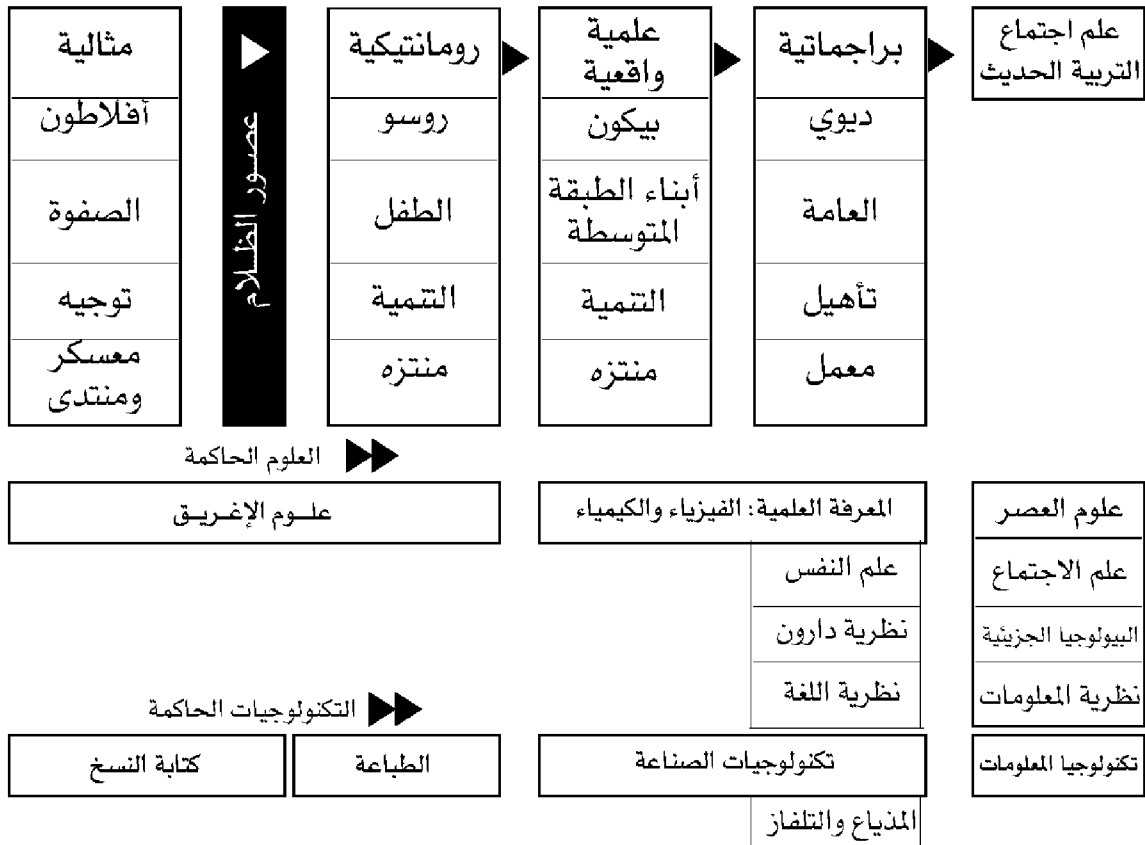 مثالية
أفلاطون
الصفوة
توجيه
معسكر
ومنتدى
عصور الظلام
رومانتيكية
روسو
الطفل
التنمية
منتزه
علمية
واقعية
بيكون
أبناء الطبقة
المتوسطة
التنمية
منتزه
براجماتية
ديوي
العامة
تأهيل
معمل
علم اجتماع
التربية الحديث
العلوم الحاكمة
علوم الإغريق
المعرفة العلمية: الفيزياء والكيمياء
علم النفس
نظرية دارون
نظرية اللغة
علوم العصر
علم الاجتماع
البيولوجيا الجزيئية
نظرية المعلومات
التكنولوجيات الحاكمة
كتابة النسخ
الطباعة
تكنولوجيات الصناعة
المذياع والتلفاز
تكنولوجيا المعلومات